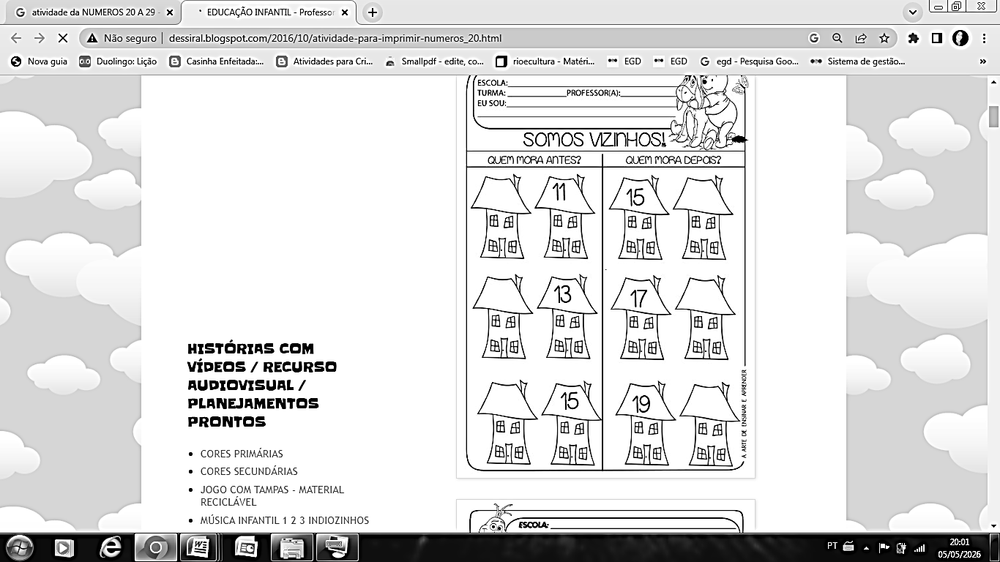 atividade da NUMEROS 20 A 29 -
* EDUCAÇÃO INFANTIL - Professor
Não seguro | dessiral.blogspot.com/2016/10/atividade-para-imprimir-numeros_20.html
Nova guia
Duolingo: Lição
Casinha Enfeitada:...
Atividades para Cri...
Smallpdf - edite, co...
rioecultura - Matéri...
EGD
EGD
egd - Pesquisa Goo...
Sistema de gestão...
»
HISTÓRIAS COM
VÍDEOS / RECURSO
AUDIOVISUAL /
PLANEJAMENTOS
PRONTOS
CORES PRIMÁRIAS
CORES SECUNDÁRIAS
JOGO COM TAMPAS - MATERIAL
RECICLÁVEL
MÚSICA INFANTIL 1 2 3 INDIOZINHOS
ESCOLA:
TURMA: PROFESSOR(A):
EU SOU:
SOMOS VIZINHOS!
QUEM MORA ANTES? QUEM MORA DEPOIS?
11 15
13 17
15 19
A ARTE DE ENSINAR E APRENDER
ESCOLA:
PT
20:01
05/05/2026